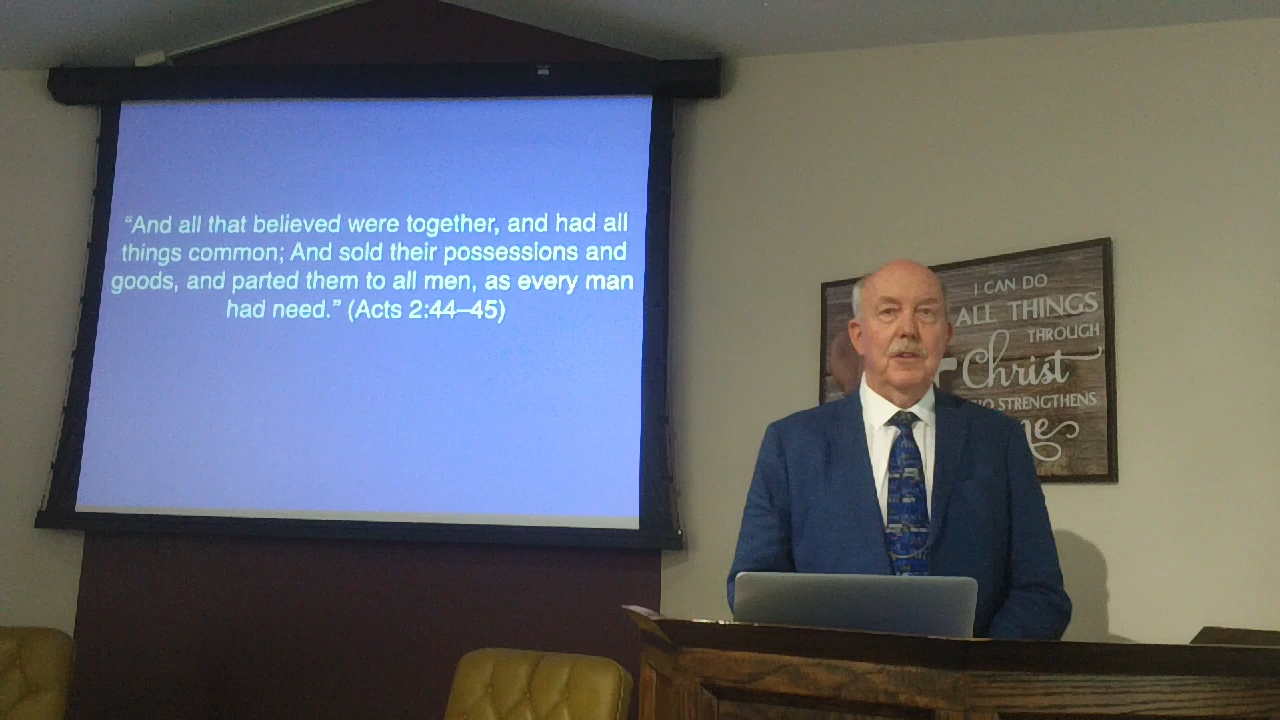 “And all that believed were together, and had all
things common; And sold their possessions and
goods, and parted them to all men, as every man
had need.” (Acts 2:44–45)
I CAN DO
ALL THINGS
THROUGH
Christ
STRENGTHENS
me